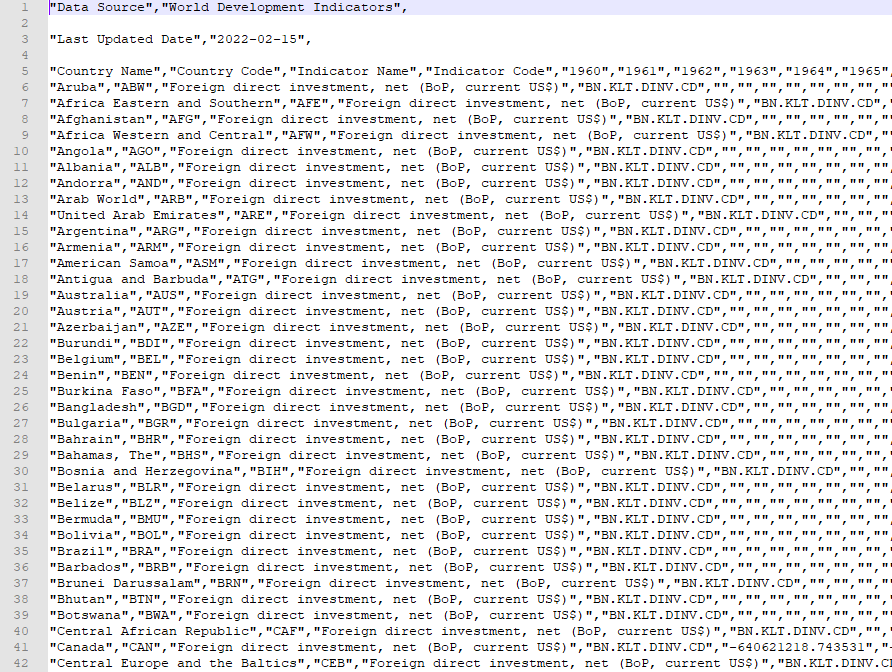 1 "Data Source","World Development Indicators",
2
3 "Last Updated Date","2022-02-15",
4
5 "Country Name","Country Code","Indicator Name","Indicator Code","1960","1961","1962","1963","1964","1965",
6 "Aruba","ABW","Foreign direct investment, net (BoP, current US$)","BN.KLT.DINV.CD","","","","","","","","
7 "Africa Eastern and Southern","AFE","Foreign direct investment, net (BoP, current US$)","BN.KLT.DINV.CD",
8 "Afghanistan","AFG","Foreign direct investment, net (BoP, current US$)","BN.KLT.DINV.CD","","","","","","
9 "Africa Western and Central","AFW","Foreign direct investment, net (BoP, current US$)","BN.KLT.DINV.CD","
10 "Angola","AGO","Foreign direct investment, net (BoP, current US$)","BN.KLT.DINV.CD","","","","","","","",
11 "Albania","ALB","Foreign direct investment, net (BoP, current US$)","BN.KLT.DINV.CD","","","","","","",""
12 "Andorra","AND","Foreign direct investment, net (BoP, current US$)","BN.KLT.DINV.CD","","","","","","",""
13 "Arab World","ARB","Foreign direct investment, net (BoP, current US$)","BN.KLT.DINV.CD","","","","","",""
14 "United Arab Emirates","ARE","Foreign direct investment, net (BoP, current US$)","BN.KLT.DINV.CD","","","
15 "Argentina","ARG","Foreign direct investment, net (BoP, current US$)","BN.KLT.DINV.CD","","","","","","",
16 "Armenia","ARM","Foreign direct investment, net (BoP, current US$)","BN.KLT.DINV.CD","","","","","","",""
17 "American Samoa","ASM","Foreign direct investment, net (BoP, current US$)","BN.KLT.DINV.CD","","","","","
18 "Antigua and Barbuda","ATG","Foreign direct investment, net (BoP, current US$)","BN.KLT.DINV.CD","","",""
19 "Australia","AUS","Foreign direct investment, net (BoP, current US$)","BN.KLT.DINV.CD","","","","","","",
20 "Austria","AUT","Foreign direct investment, net (BoP, current US$)","BN.KLT.DINV.CD","","","","","","",""
21 "Azerbaijan","AZE","Foreign direct investment, net (BoP, current US$)","BN.KLT.DINV.CD","","","","","",""
22 "Burundi","BDI","Foreign direct investment, net (BoP, current US$)","BN.KLT.DINV.CD","","","","","","",""
23 "Belgium","BEL","Foreign direct investment, net (BoP, current US$)","BN.KLT.DINV.CD","","","","","","",""
24 "Benin","BEN","Foreign direct investment, net (BoP, current US$)","BN.KLT.DINV.CD","","","","","","","","
25 "Burkina Faso","BFA","Foreign direct investment, net (BoP, current US$)","BN.KLT.DINV.CD","","","","","",
26 "Bangladesh","BGD","Foreign direct investment, net (BoP, current US$)","BN.KLT.DINV.CD","","","","","",""
27 "Bulgaria","BGR","Foreign direct investment, net (BoP, current US$)","BN.KLT.DINV.CD","","","","","","","
28 "Bahrain","BHR","Foreign direct investment, net (BoP, current US$)","BN.KLT.DINV.CD","","","","","","",""
29 "Bahamas, The","BHS","Foreign direct investment, net (BoP, current US$)","BN.KLT.DINV.CD","","","","","",
30 "Bosnia and Herzegovina","BIH","Foreign direct investment, net (BoP, current US$)","BN.KLT.DINV.CD","",""
31 "Belarus","BLR","Foreign direct investment, net (BoP, current US$)","BN.KLT.DINV.CD","","","","","","",""
32 "Belize","BLZ","Foreign direct investment, net (BoP, current US$)","BN.KLT.DINV.CD","","","","","","","",
33 "Bermuda","BMU","Foreign direct investment, net (BoP, current US$)","BN.KLT.DINV.CD","","","","","","",""
34 "Bolivia","BOL","Foreign direct investment, net (BoP, current US$)","BN.KLT.DINV.CD","","","","","","",""
35 "Brazil","BRA","Foreign direct investment, net (BoP, current US$)","BN.KLT.DINV.CD","","","","","","","",
36 "Barbados","BRB","Foreign direct investment, net (BoP, current US$)","BN.KLT.DINV.CD","","","","","","","
37 "Brunei Darussalam","BRN","Foreign direct investment, net (BoP, current US$)","BN.KLT.DINV.CD","","","","
38 "Bhutan","BTN","Foreign direct investment, net (BoP, current US$)","BN.KLT.DINV.CD","","","","","","","",
39 "Botswana","BWA","Foreign direct investment, net (BoP, current US$)","BN.KLT.DINV.CD","","","","","","","
40 "Central African Republic","CAF","Foreign direct investment, net (BoP, current US$)","BN.KLT.DINV.CD","",
41 "Canada","CAN","Foreign direct investment, net (BoP, current US$)","BN.KLT.DINV.CD","-640621218.743531","
42 "Central Europe and the Baltics","CEB","Foreign direct investment, net (BoP, current US$)","BN.KLT.DINV.C